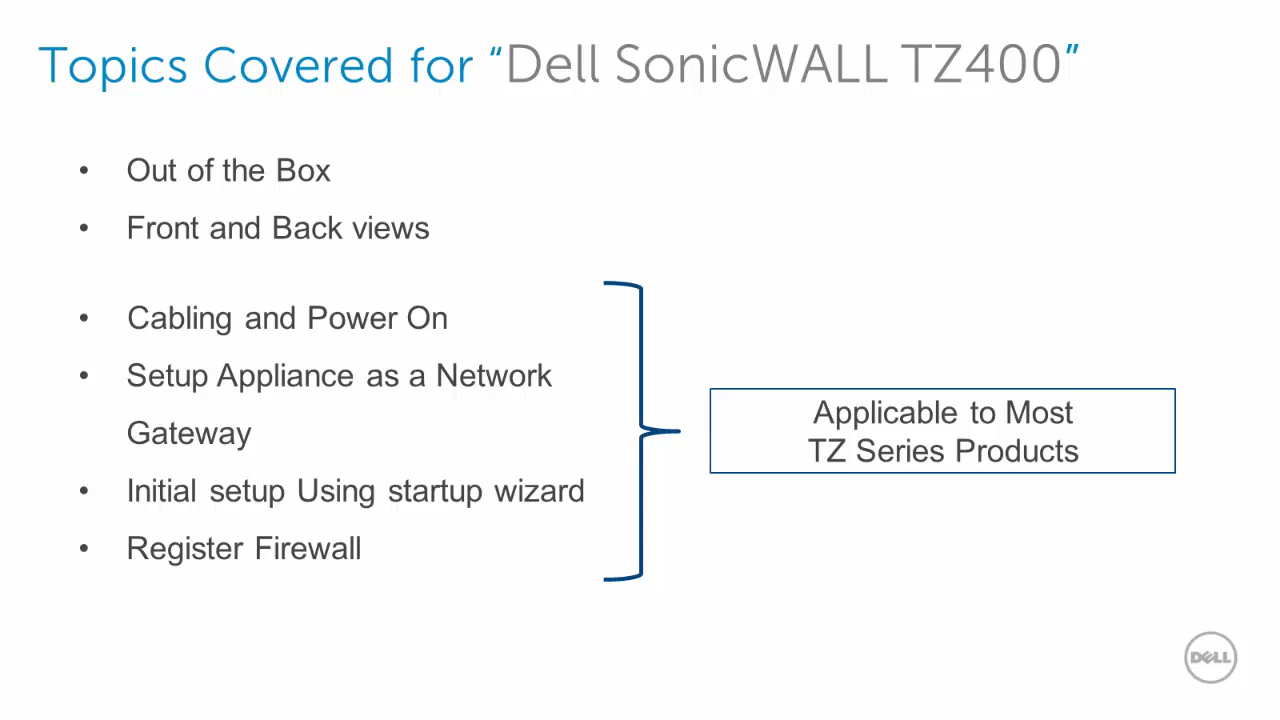 Topics Covered for “Dell SonicWALL TZ400”
• Out of the Box
• Front and Back views
• Cabling and Power On
• Setup Appliance as a Network
Gateway
• Initial setup Using startup wizard
• Register Firewall
Applicable to Most
TZ Series Products
DELL